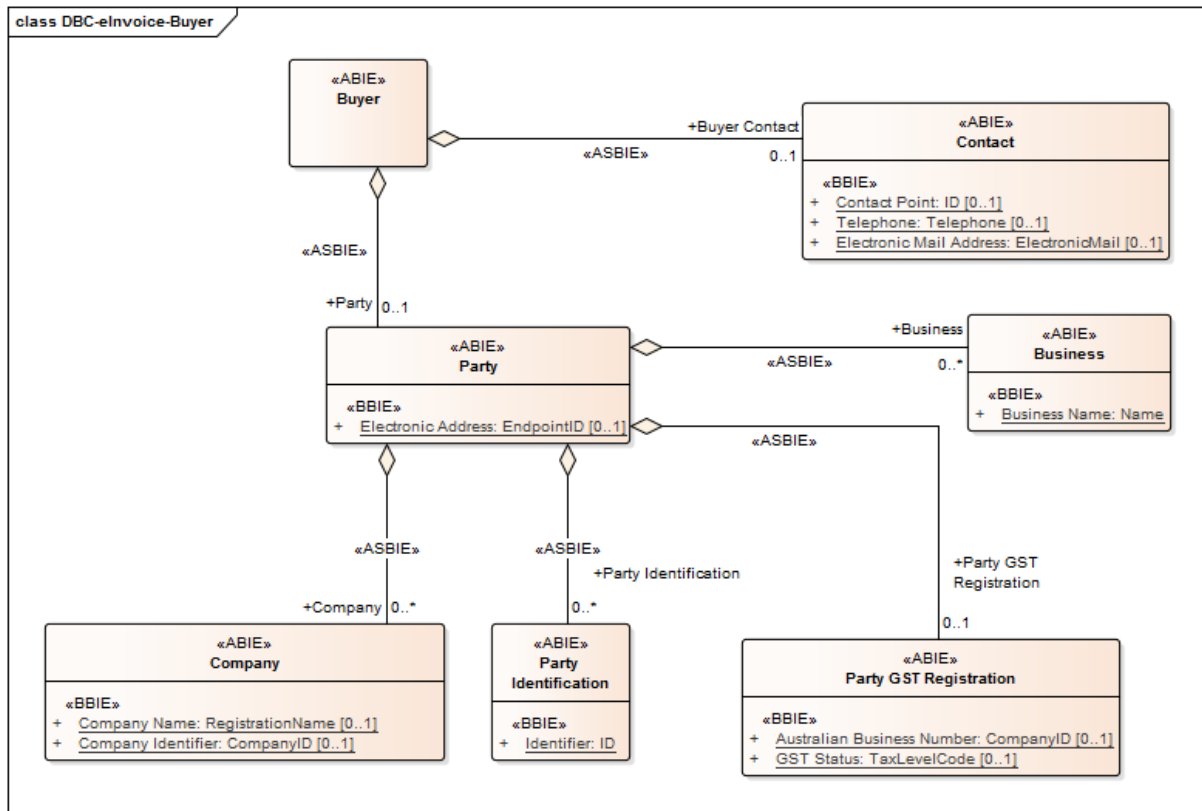 class DBC-eInvoice-Buyer
«ABIE»
Buyer
+Buyer Contact
«ASBIE»
0..1
«ABIE»
Contact
«BBIE»
+ Contact Point: ID [0..1]
+ Telephone: Telephone [0..1]
+ Electronic Mail Address: ElectronicMail [0..1]
«ASBIE»
+Party
0..1
«ABIE»
Party
«BBIE»
+ Electronic Address: EndpointID [0..1]
+Business
«ASBIE»
0..*
«ABIE»
Business
«BBIE»
+ Business Name: Name
«ASBIE»
+Party GST
Registration
0..1
«ASBIE»
+Company
0..*
«ASBIE»
+Party Identification
0..*
«ABIE»
Company
«BBIE»
+ Company Name: RegistrationName [0..1]
+ Company Identifier: CompanyID [0..1]
«ABIE»
Party
Identification
«BBIE»
+ Identifier: ID
«ABIE»
Party GST Registration
«BBIE»
+ Australian Business Number: CompanyID [0..1]
+ GST Status: TaxLevelCode [0..1]